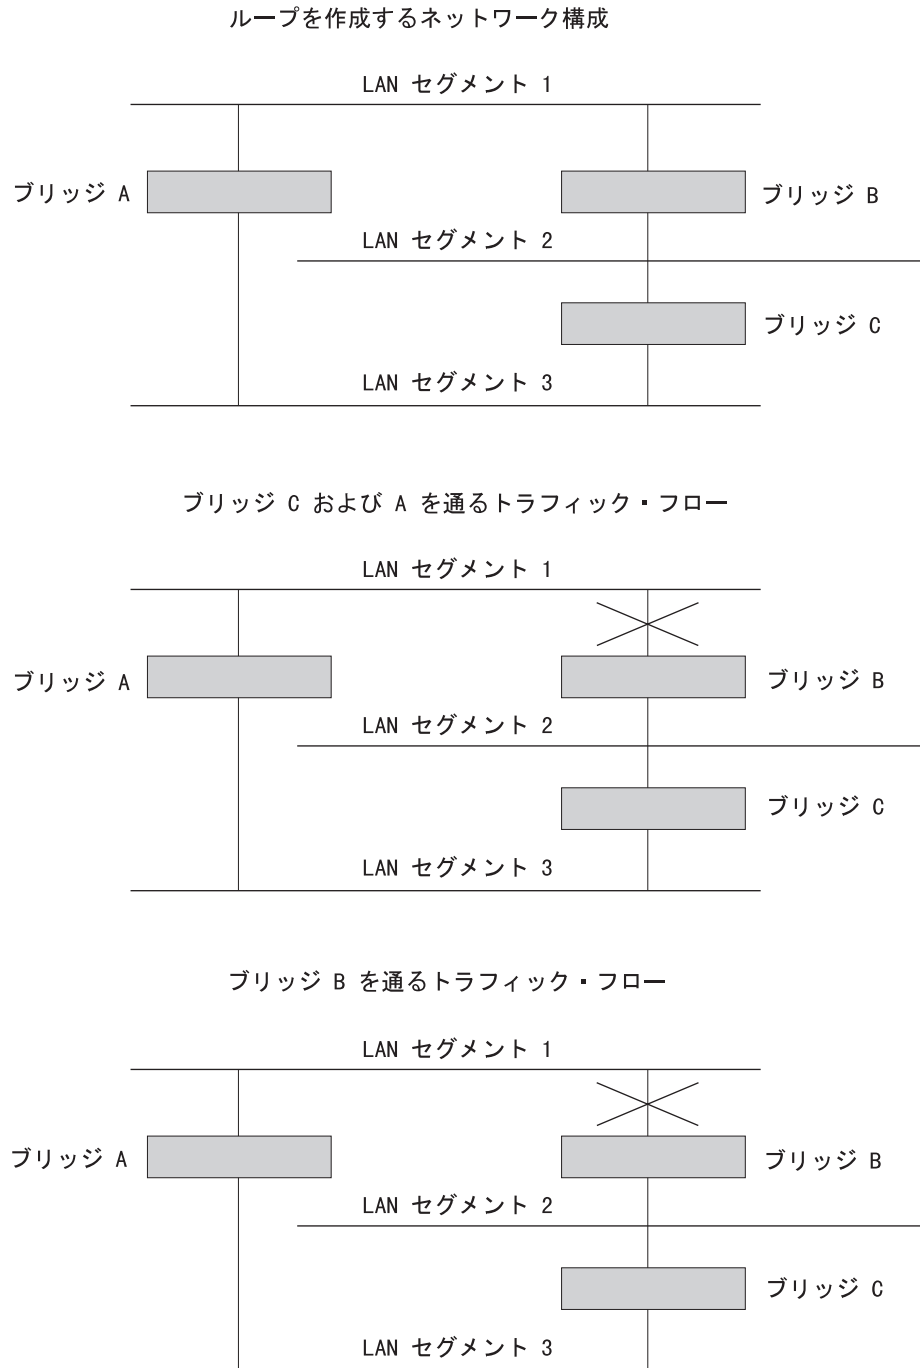 ループを作成するネットワーク構成
LAN セグメント 1
ブリッジ A
ブリッジ B
LAN セグメント 2
ブリッジ C
LAN セグメント 3
ブリッジ C および A を通るトラフィック・フロー
LAN セグメント 1
ブリッジ A
ブリッジ B
LAN セグメント 2
ブリッジ C
LAN セグメント 3
ブリッジ B を通るトラフィック・フロー
LAN セグメント 1
ブリッジ A
ブリッジ B
LAN セグメント 2
ブリッジ C
LAN セグメント 3